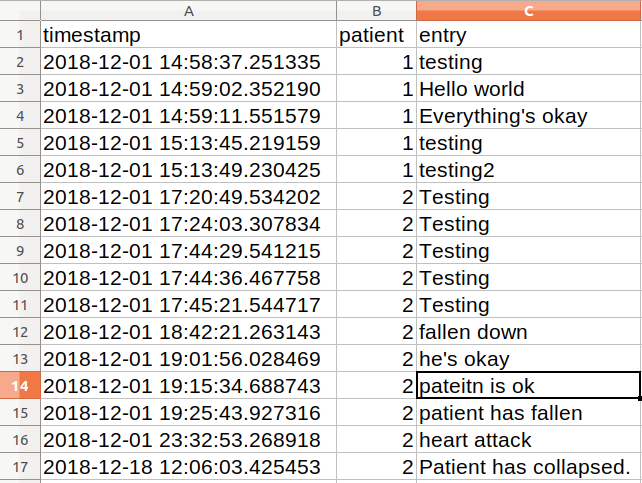 A B C
1 timestamp patient entry
2 2018-12-01 14:58:37.251335 1 testing
3 2018-12-01 14:59:02.352190 1 Hello world
4 2018-12-01 14:59:11.551579 1 Everything's okay
5 2018-12-01 15:13:45.219159 1 testing
6 2018-12-01 15:13:49.230425 1 testing2
7 2018-12-01 17:20:49.534202 2 Testing
8 2018-12-01 17:24:03.307834 2 Testing
9 2018-12-01 17:44:29.541215 2 Testing
10 2018-12-01 17:44:36.467758 2 Testing
11 2018-12-01 17:45:21.544717 2 Testing
12 2018-12-01 18:42:21.263143 2 fallen down
13 2018-12-01 19:01:56.028469 2 he's okay
14 2018-12-01 19:15:34.688743 2 pateitn is ok
15 2018-12-01 19:25:43.927316 2 patient has fallen
16 2018-12-01 23:32:53.268918 2 heart attack
17 2018-12-18 12:06:03.425453 2 Patient has collapsed.